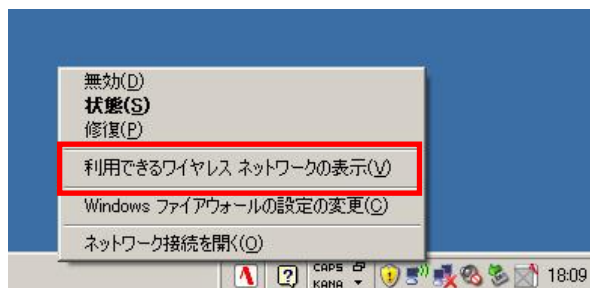 無効(D)
状態(S)
修復(P)
利用できるワイヤレス ネットワークの表示(V)
Windows ファイアウォールの設定の変更(C)
ネットワーク接続を開く(O)
CAPS
KANA
18:09